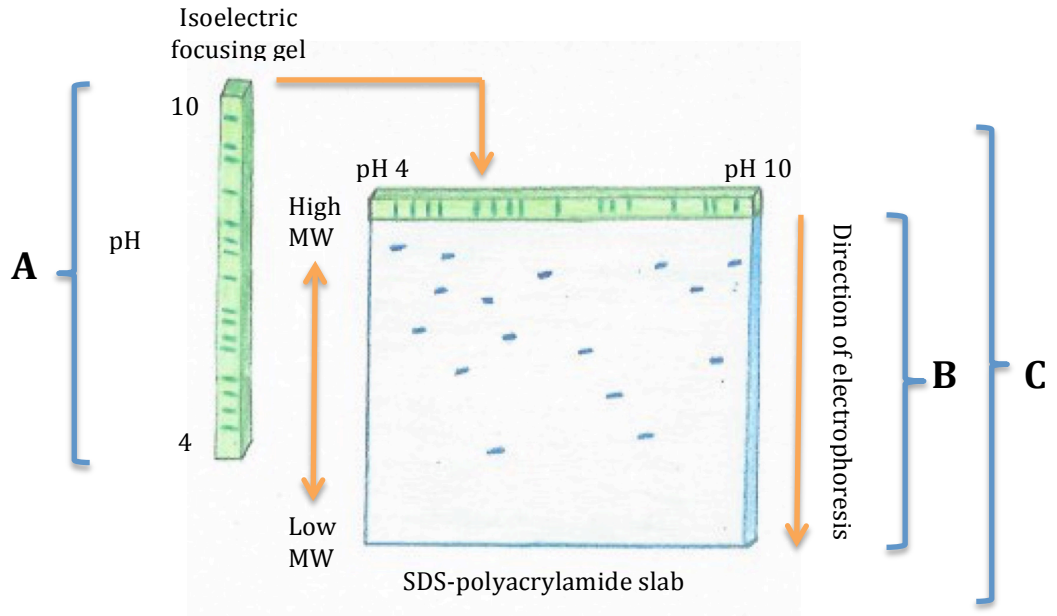 Isoelectric
focusing gel
10
pH 4
pH 10
High
MW
pH
A
Direction of electrophoresis
B
C
4
Low
MW
SDS-polyacrylamide slab